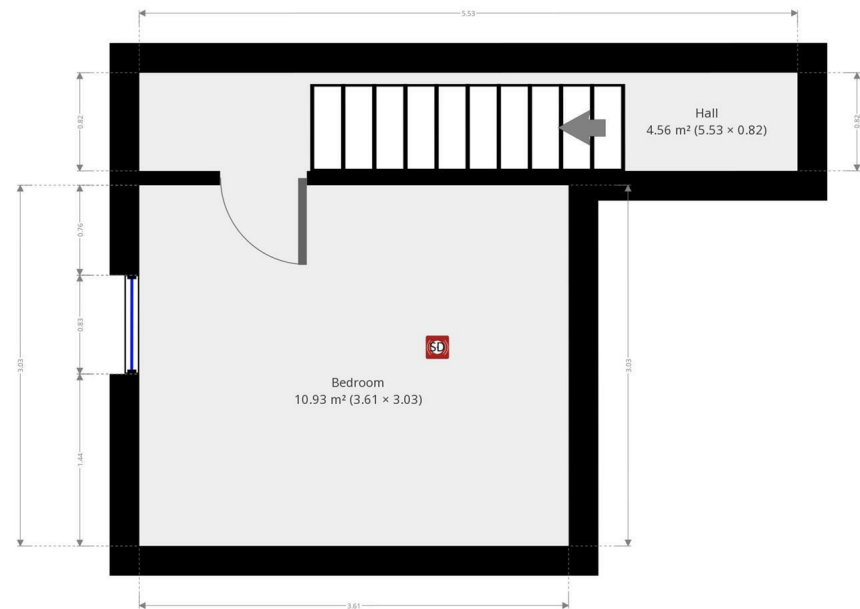 5.53
0.82
Hall
4.56 m² (5.53 × 0.82)
0.82
0.76
0.83
3.03
SD
3.03
Bedroom
10.93 m² (3.61 × 3.03)
1.44
3.61